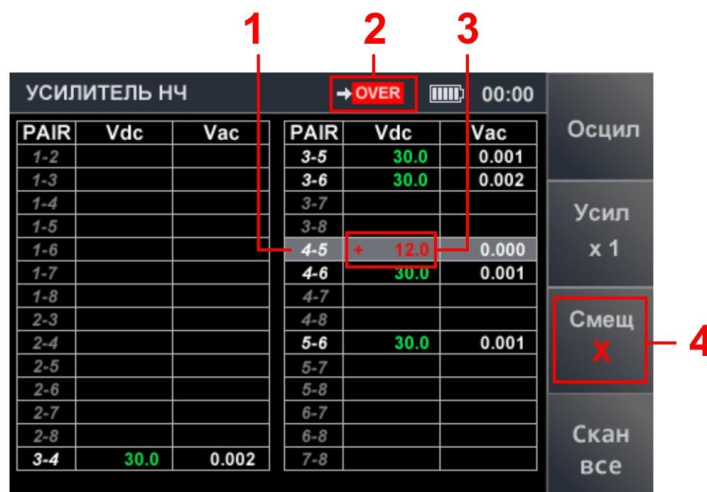 1 2 3
УСИЛИТЕЛЬ НЧ → OVER 00:00
PAIR Vdc Vac
1-2
1-3
1-4
1-5
1-6
1-7
1-8
2-3
2-4
2-5
2-6
2-7
2-8
3-4 30.0 0.002
PAIR Vdc Vac
3-5 30.0 0.001
3-6 30.0 0.002
3-7
3-8
4-5 + 12.0 0.000
4-6 30.0 0.001
4-7
4-8
5-6 30.0 0.001
5-7
5-8
6-7
6-8
7-8
Осцил
Усил
x 1
Смещ
X
4
Скан
все